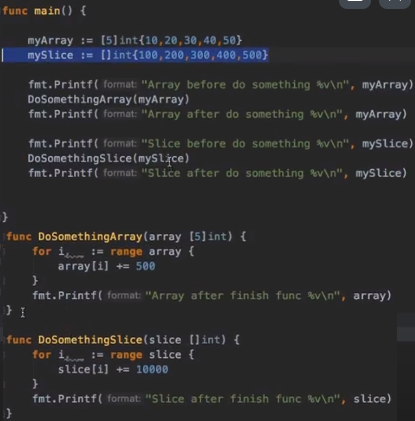 func main() {
myArray := [5]int{10,20,30,40,50}
mySlice := []int{100,200,300,400,500}
fmt.Printf( format: "Array before do something %v\n", myArray)
DoSomethingArray(myArray)
fmt.Printf( format: "Array after do something %v\n", myArray)
fmt.Printf( format: "Slice before do something %v\n", mySlice)
DoSomethingSlice(mySlice)
fmt.Printf( format: "Slice after do something %v\n", mySlice)
}
func DoSomethingArray(array [5]int) {
for i, _ := range array {
array[i] += 500
}
fmt.Printf( format: "Array after finish func %v\n", array)
}
func DoSomethingSlice(slice []int) {
for i, _ := range slice {
slice[i] += 10000
}
fmt.Printf( format: "Slice after finish func %v\n", slice)
}